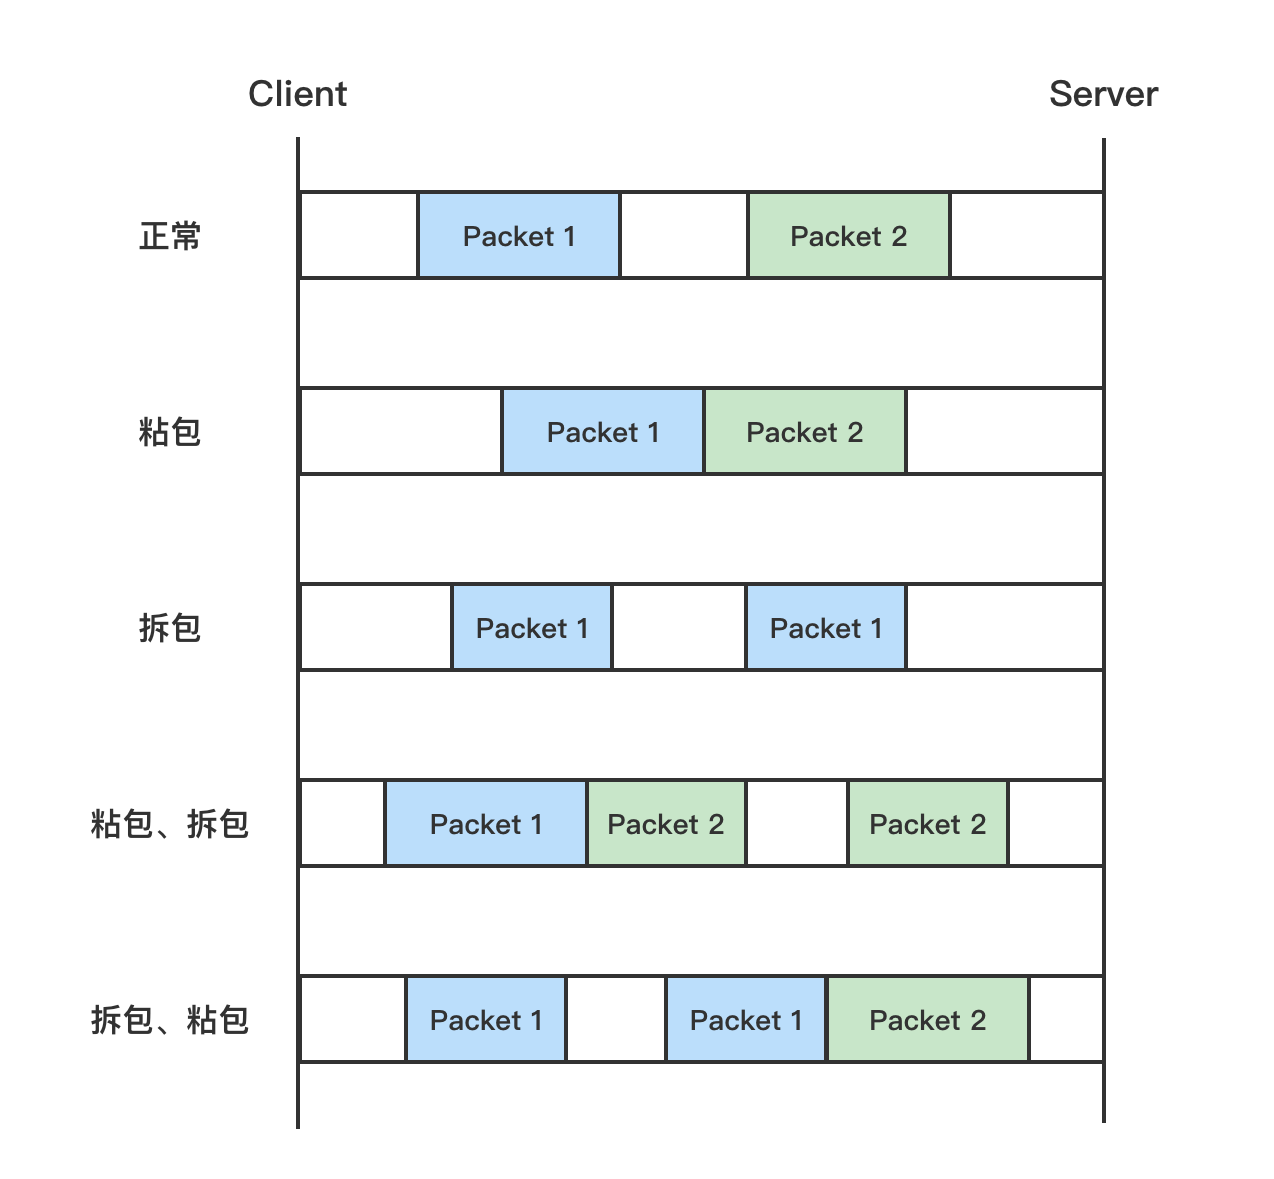 Client
Server
正常
Packet 1
Packet 2
粘包
Packet 1
Packet 2
拆包
Packet 1
Packet 1
粘包、拆包
Packet 1
Packet 2
Packet 2
拆包、粘包
Packet 1
Packet 1
Packet 2